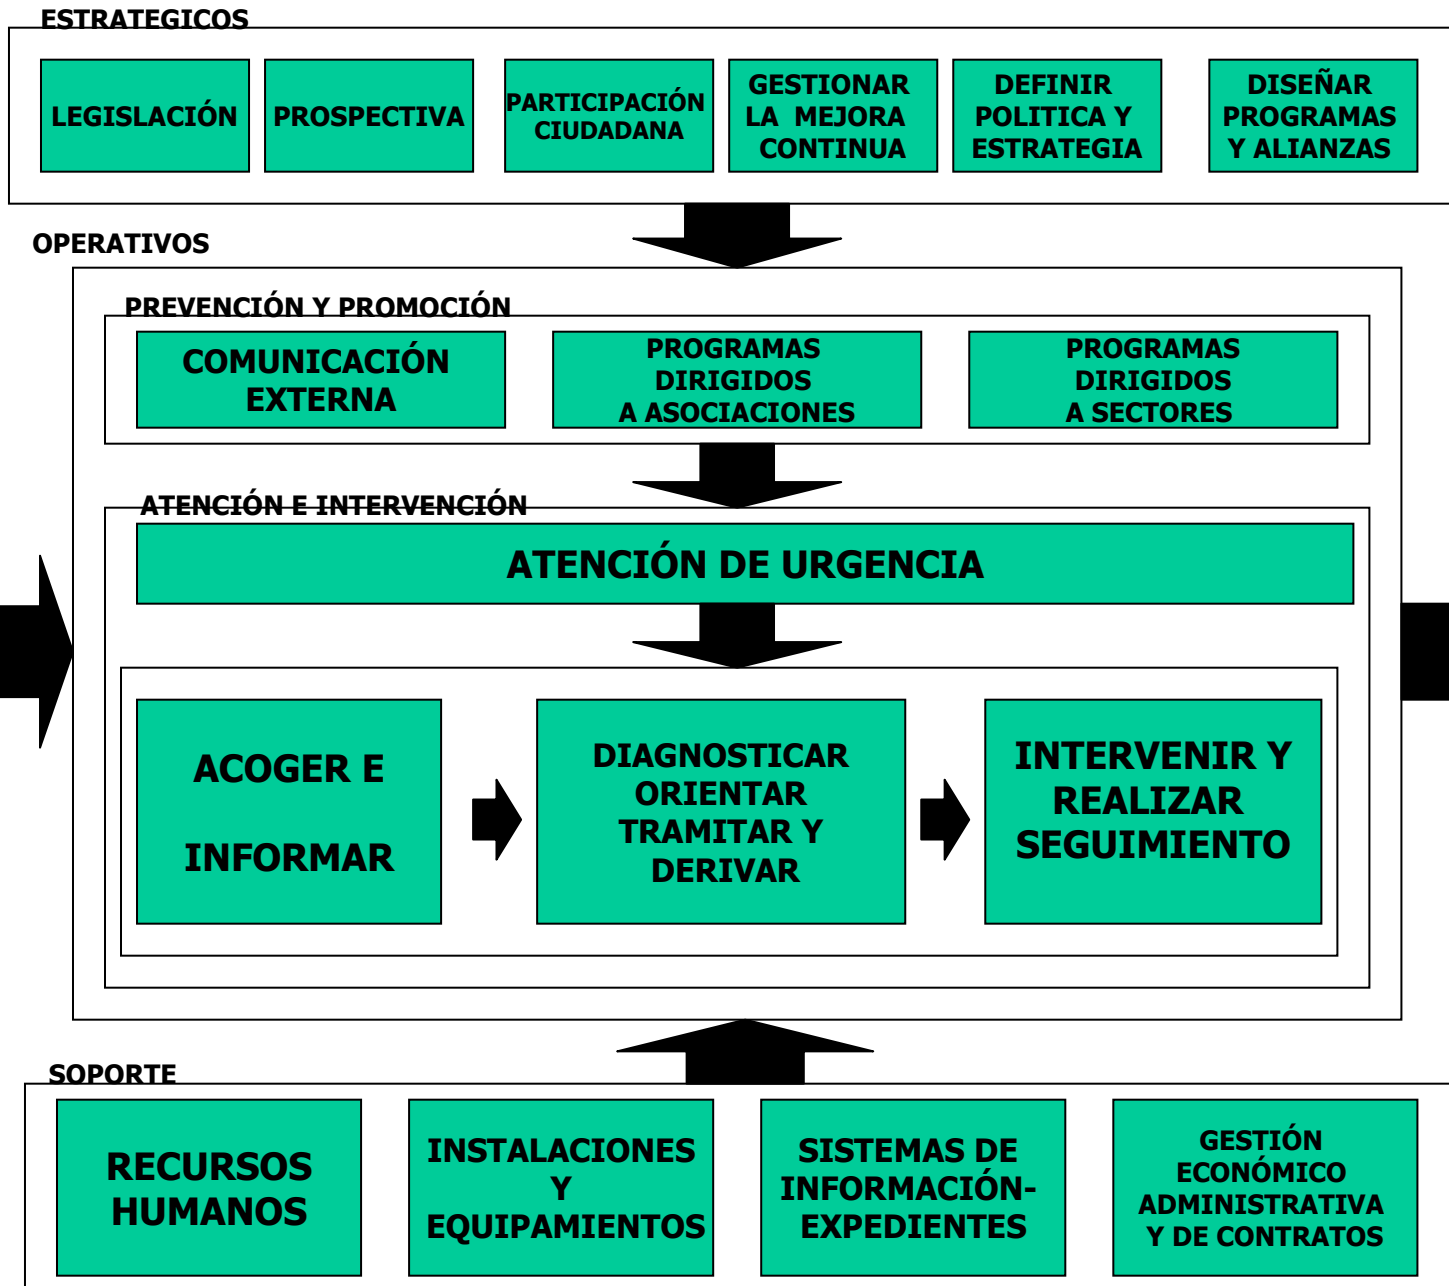 ESTRATEGICOS
LEGISLACIÓN
PROSPECTIVA
PARTICIPACIÓN
CIUDADANA
GESTIONAR
LA MEJORA
CONTINUA
DEFINIR
POLITICA Y
ESTRATEGIA
DISEÑAR
PROGRAMAS
Y ALIANZAS
OPERATIVOS
PREVENCIÓN Y PROMOCIÓN
COMUNICACIÓN
EXTERNA
PROGRAMAS
DIRIGIDOS
A ASOCIACIONES
PROGRAMAS
DIRIGIDOS
A SECTORES
ATENCIÓN E INTERVENCIÓN
ATENCIÓN DE URGENCIA
ACOGER E
INFORMAR
DIAGNOSTICAR
ORIENTAR
TRAMITAR Y
DERIVAR
INTERVENIR Y
REALIZAR
SEGUIMIENTO
SOPORTE
RECURSOS
HUMANOS
INSTALACIONES
Y
EQUIPAMIENTOS
SISTEMAS DE
INFORMACIÓN-
EXPEDIENTES
GESTIÓN
ECONÓMICO
ADMINISTRATIVA
Y DE CONTRATOS